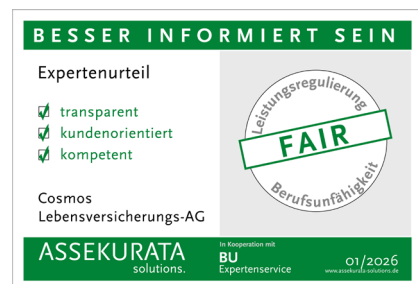 BESSER INFORMIERT SEIN
Expertenurteil
transparent
kundenorientiert
kompetent
Cosmos
Lebensversicherungs-AG
Leistungsregulierung
FAIR
Berufsunfähigkeit
ASSEKURATA
solutions.
In Kooperation mit
BU
Expertenservice
01/2026
www.assekurata-solutions.de